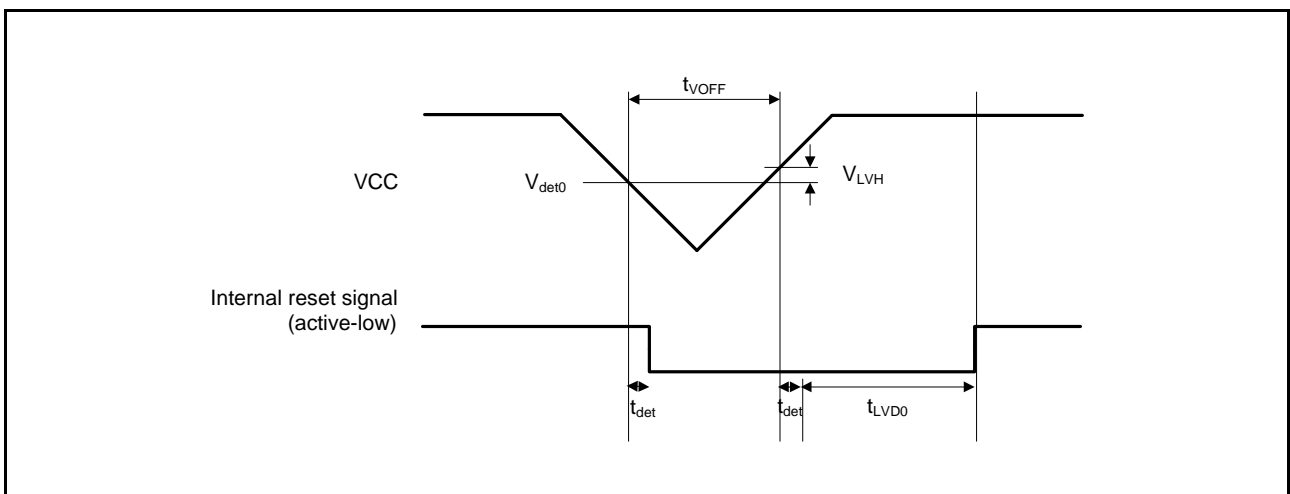 tVOFF
VCC
Vdet0
VLVH
Internal reset signal
(active-low)
tdet
tdet
tLVD0